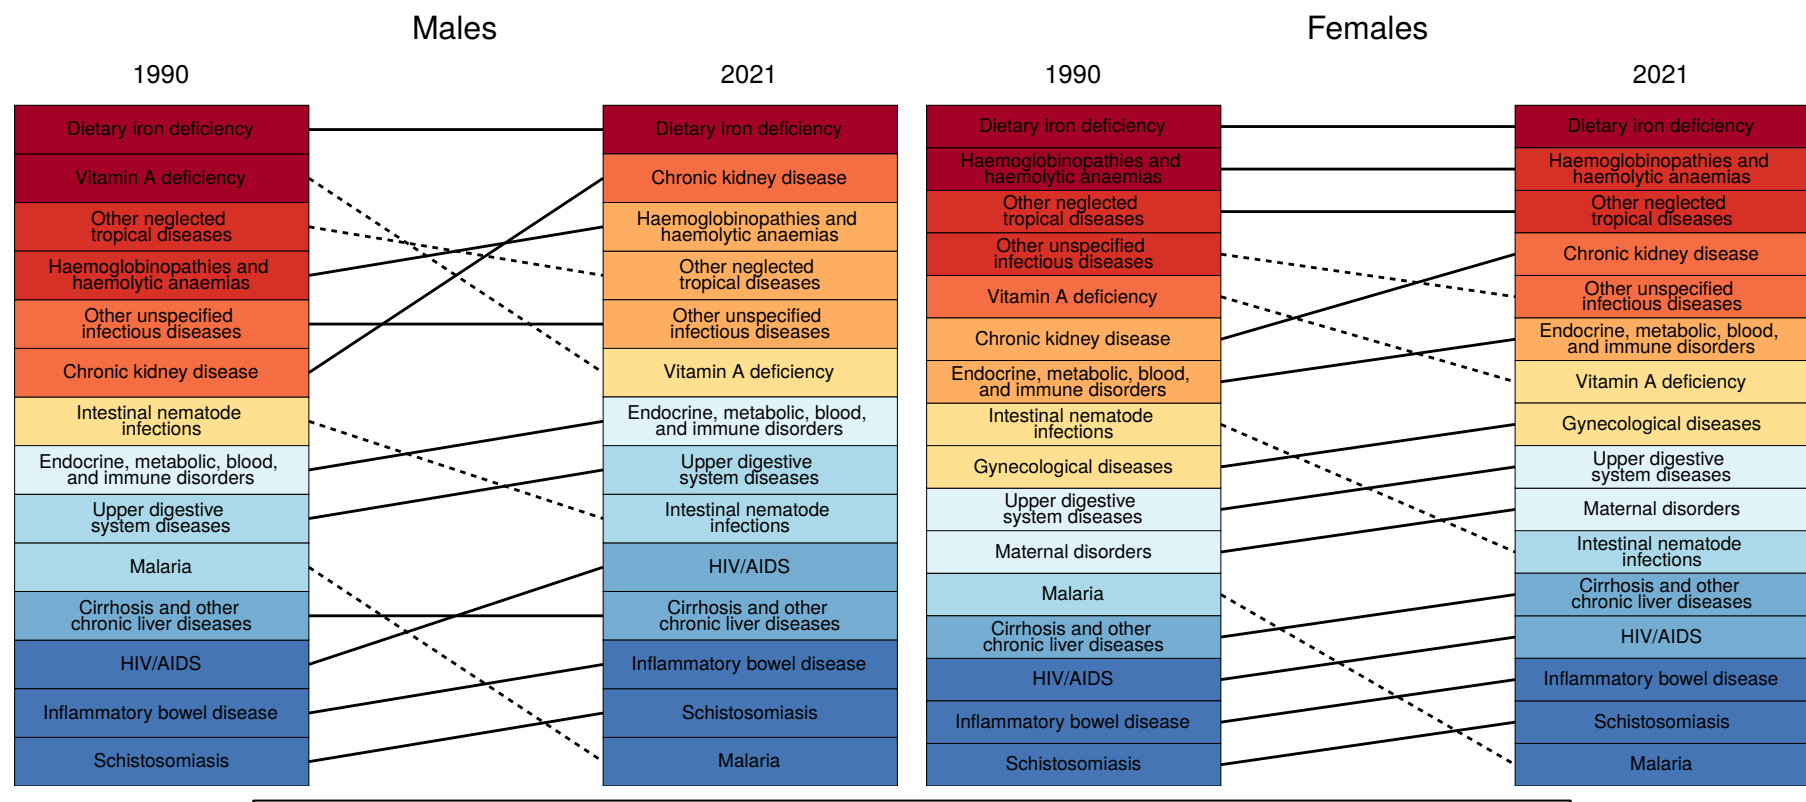 Males
1990
2021
Dietary iron deficiency
Vitamin A deficiency
Other neglected
tropical diseases
Haemoglobinopathies and
haemolytic anaemias
Other unspecified
infectious diseases
Chronic kidney disease
Intestinal nematode
infections
Endocrine, metabolic, blood,
and immune disorders
Upper digestive
system diseases
Malaria
Cirrhosis and other
chronic liver diseases
HIV/AIDS
Inflammatory bowel disease
Schistosomiasis
Dietary iron deficiency
Chronic kidney disease
Haemoglobinopathies and
haemolytic anaemias
Other neglected
tropical diseases
Other unspecified
infectious diseases
Vitamin A deficiency
Endocrine, metabolic, blood,
and immune disorders
Upper digestive
system diseases
Intestinal nematode
infections
HIV/AIDS
Cirrhosis and other
chronic liver diseases
Inflammatory bowel disease
Schistosomiasis
Malaria
Females
1990
2021
Dietary iron deficiency
Haemoglobinopathies and
haemolytic anaemias
Other neglected
tropical diseases
Other unspecified
infectious diseases
Vitamin A deficiency
Chronic kidney disease
Endocrine, metabolic, blood,
and immune disorders
Intestinal nematode
infections
Gynecological diseases
Upper digestive
system diseases
Maternal disorders
Malaria
Cirrhosis and other
chronic liver diseases
HIV/AIDS
Inflammatory bowel disease
Schistosomiasis
Dietary iron deficiency
Haemoglobinopathies and
haemolytic anaemias
Other neglected
tropical diseases
Chronic kidney disease
Other unspecified
infectious diseases
Endocrine, metabolic, blood,
and immune disorders
Vitamin A deficiency
Gynecological diseases
Upper digestive
system diseases
Maternal disorders
Intestinal nematode
infections
Cirrhosis and other
chronic liver diseases
HIV/AIDS
Inflammatory bowel disease
Schistosomiasis
Malaria